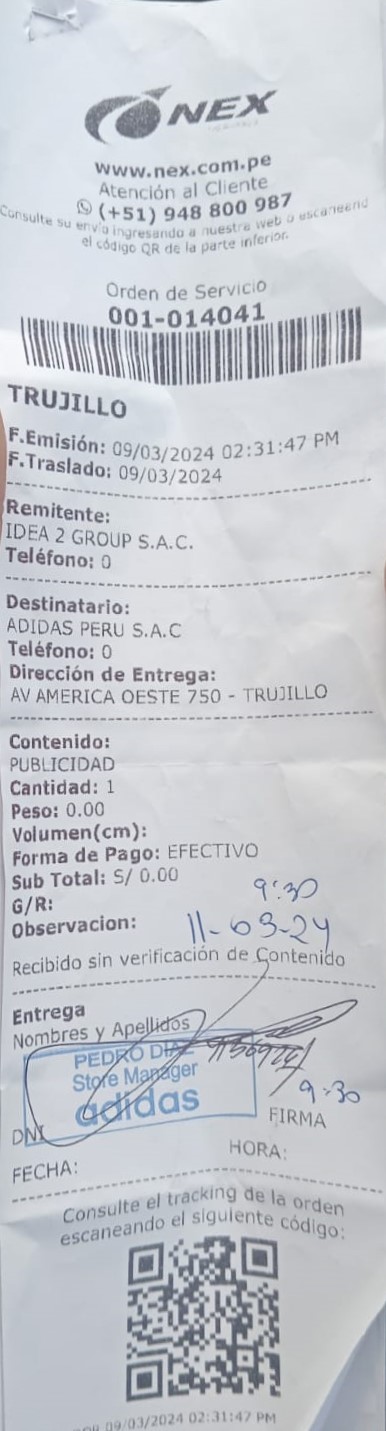 NEX
www.nex.com.pe
Atención al Cliente
(+51) 948 800 987
Consulte su envío ingresando a nuestra web o escaneend
el código QR de la parte inferior.
Orden de Servicio
001-014041
TRUJILLO
F.Emisión: 09/03/2024 02:31:47 PM
F.Traslado: 09/03/2024
Remitente:
IDEA 2 GROUP S.A.C.
Teléfono: 0
Destinatario:
ADIDAS PERU S.A.C
Teléfono: 0
Dirección de Entrega:
AV AMERICA OESTE 750 - TRUJILLO
Contenido:
PUBLICIDAD
Cantidad: 1
Peso: 0.00
Volumen(cm):
Forma de Pago: EFECTIVO
Sub Total: S/ 0.00
9:30
G/R:
Observacion: 11-03-24
Recibido sin verificación de Contenido
Entrega
Nombres y Apellidos
PEDRO DIAZ
Store Manager
adidas
9:30
DNI
FIRMA
FECHA:
HORA:
Consulte el tracking de la orden
escaneando el siguiente código:
09/03/2024 02:31:47 PM